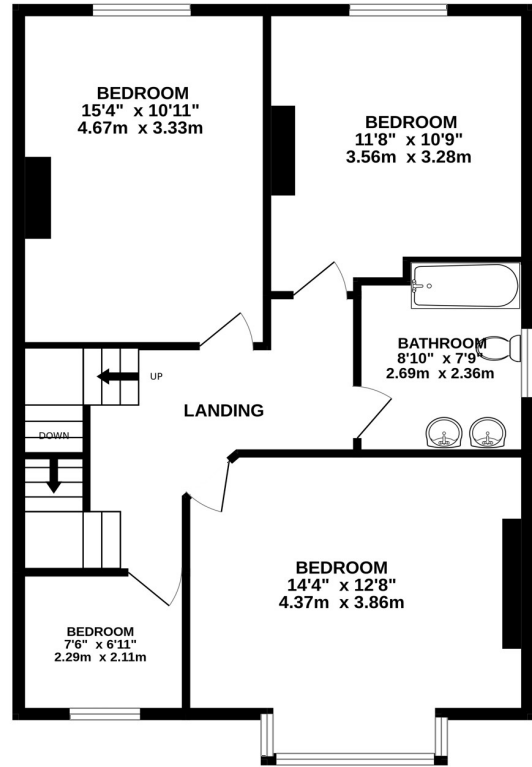 BEDROOM
15'4" x 10'11"
4.67m x 3.33m
BEDROOM
11'8" x 10'9"
3.56m x 3.28m
BATHROOM
8'10" x 7'9"
2.69m x 2.36m
UP
LANDING
DOWN
BEDROOM
14'4" x 12'8"
4.37m x 3.86m
BEDROOM
7'6" x 6'11"
2.29m x 2.11m